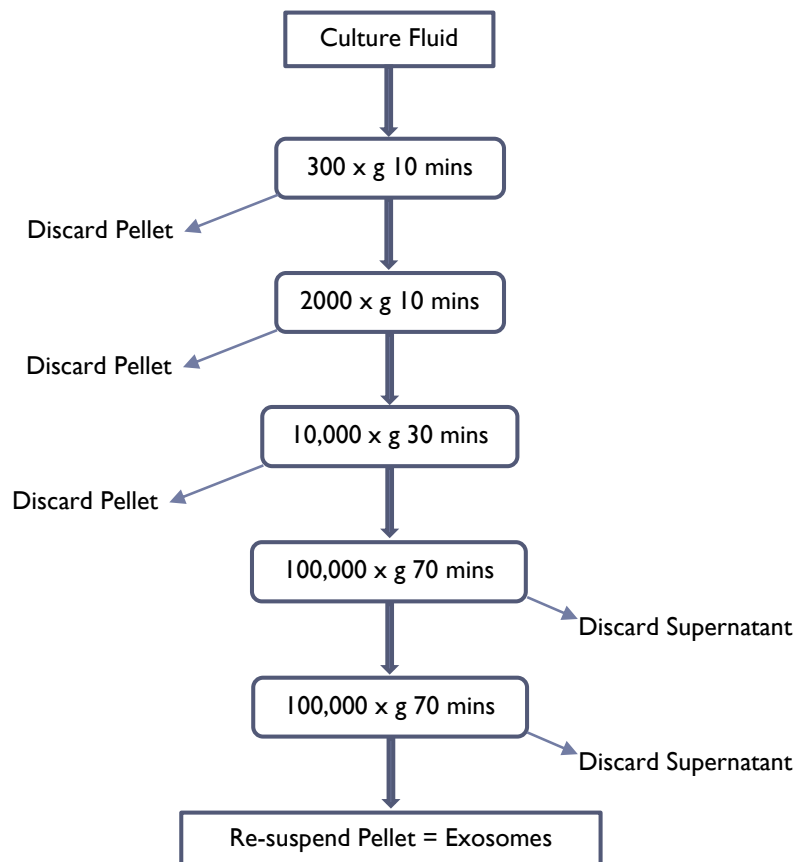 Culture Fluid
300 x g 10 mins
Discard Pellet
2000 x g 10 mins
Discard Pellet
10,000 x g 30 mins
Discard Pellet
100,000 x g 70 mins
Discard Supernatant
100,000 x g 70 mins
Discard Supernatant
Re-suspend Pellet = Exosomes